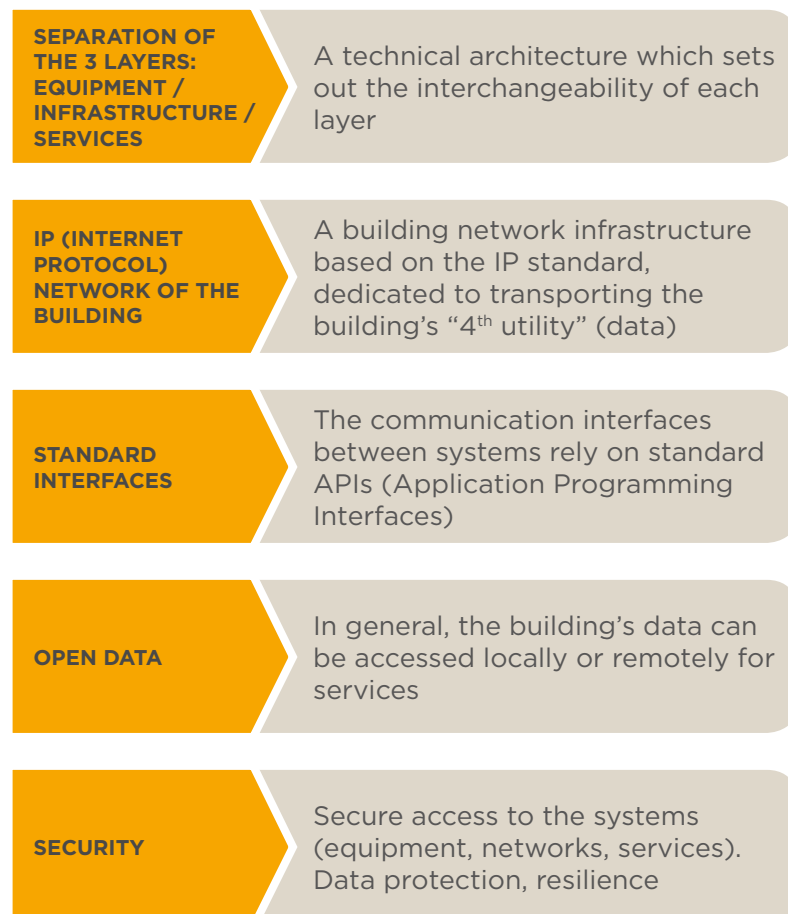 SEPARATION OF
THE 3 LAYERS:
EQUIPMENT /
INFRASTRUCTURE /
SERVICES
A technical architecture which sets
out the interchangeability of each
layer
IP (INTERNET
PROTOCOL)
NETWORK OF THE
BUILDING
A building network infrastructure
based on the IP standard,
dedicated to transporting the
building’s “4th utility” (data)
STANDARD
INTERFACES
The communication interfaces
between systems rely on standard
APIs (Application Programming
Interfaces)
OPEN DATA
In general, the building’s data can
be accessed locally or remotely for
services
SECURITY
Secure access to the systems
(equipment, networks, services).
Data protection, resilience